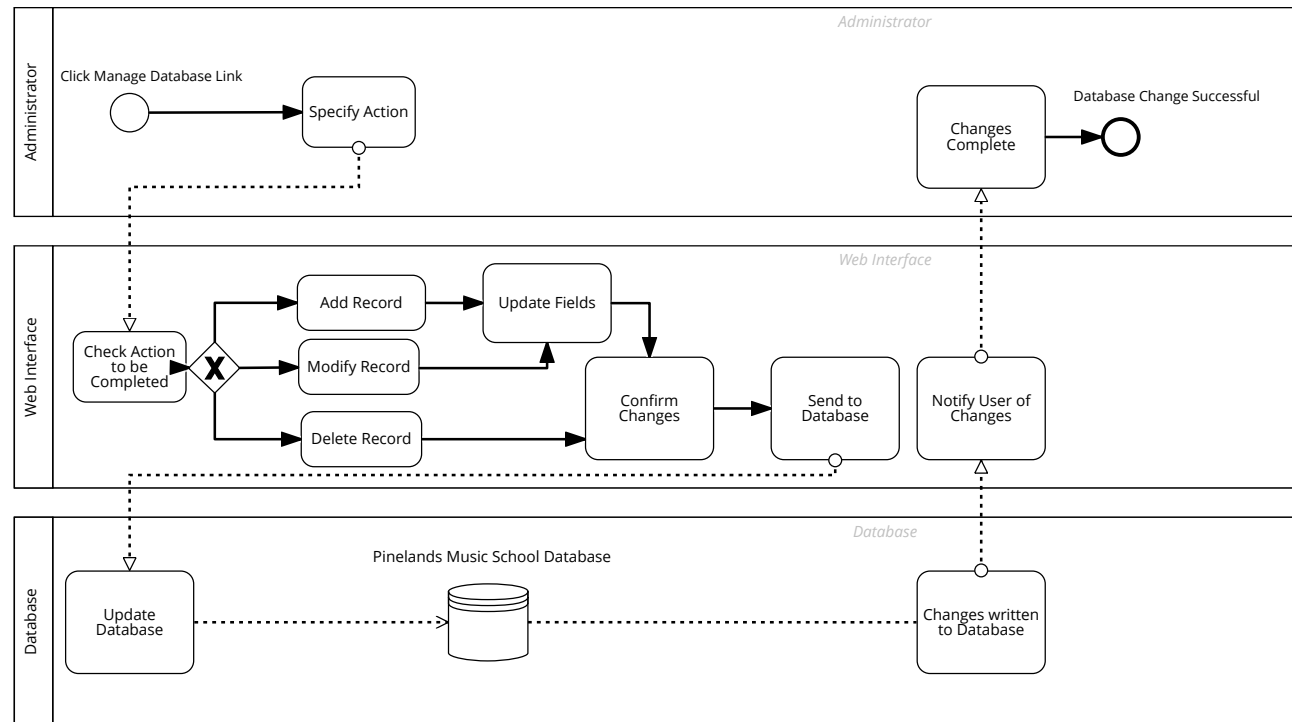 Administrator
Administrator
Click Manage Database Link
Specify Action
Database Change Successful
Changes
Complete
Web Interface
Web Interface
Add Record
Update Fields
Check Action
to be
Completed
X
Modify Record
Delete Record
Confirm
Changes
Send to
Database
Notify User of
Changes
Database
Database
Pinelands Music School Database
Update
Database
Changes written
to Database